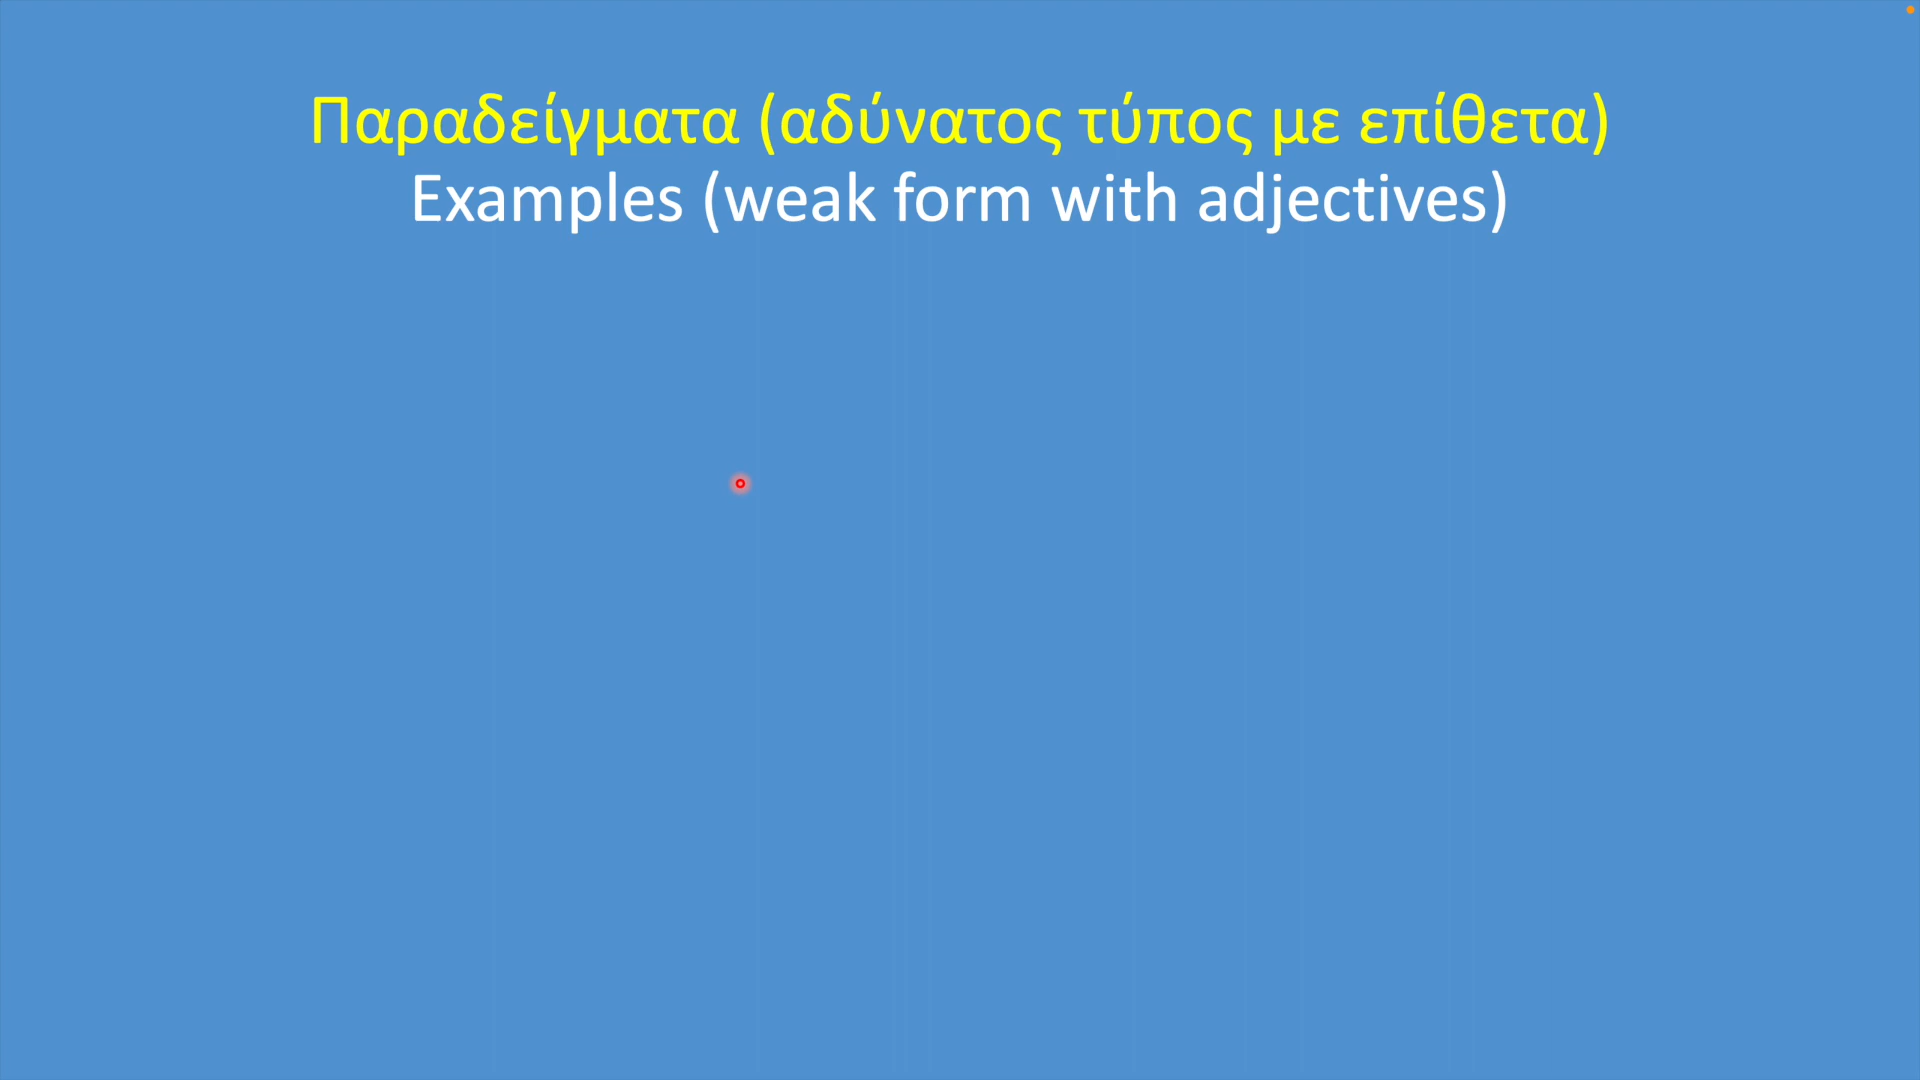 Παραδείγματα (αδύνατος τύπος με επίθετα)
Examples (weak form with adjectives)